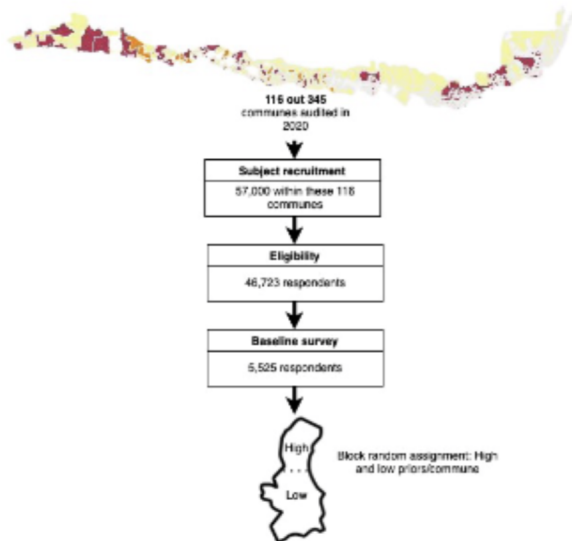 116 out 345
communes audited in
2020
Subject recruitment
57,000 within these 116
communes
Eligibility
46,723 respondents
Baseline survey
5,525 respondents
High
Low
Block random assignment: High
and low priors/commune